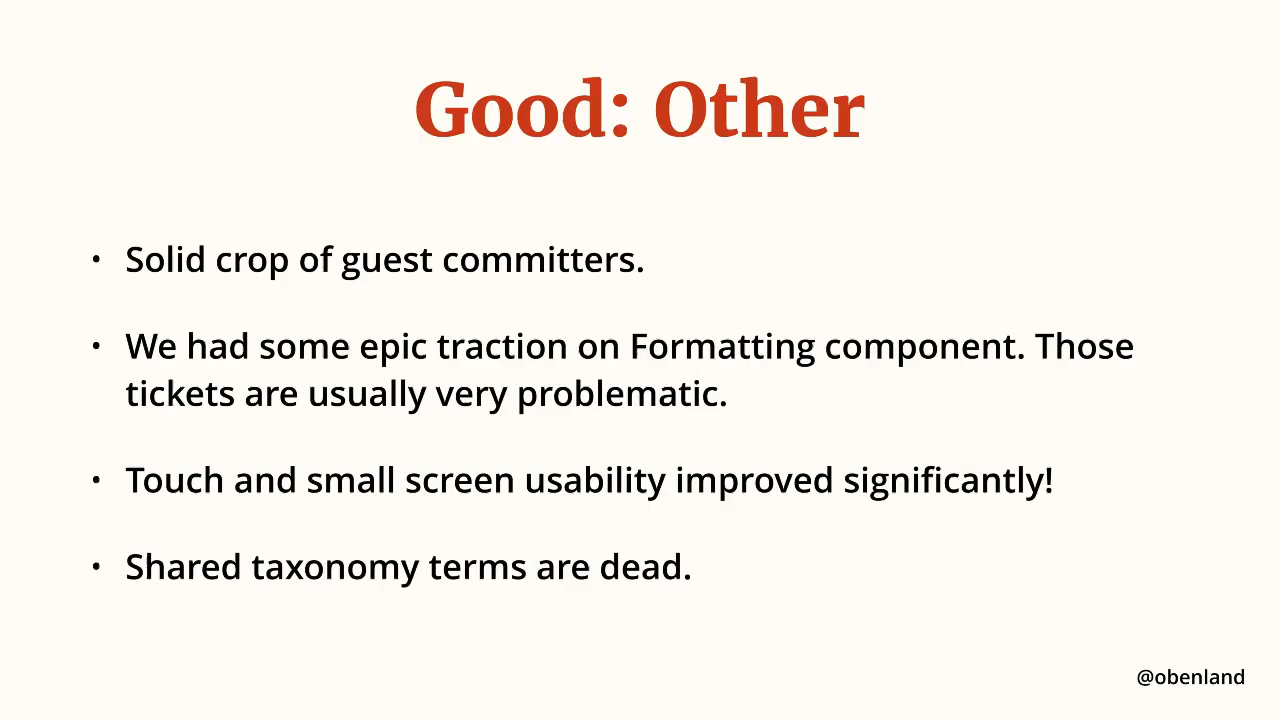 Good: Other
• Solid crop of guest committers.
• We had some epic traction on Formatting component. Those
tickets are usually very problematic.
• Touch and small screen usability improved significantly!
• Shared taxonomy terms are dead.
@obenland